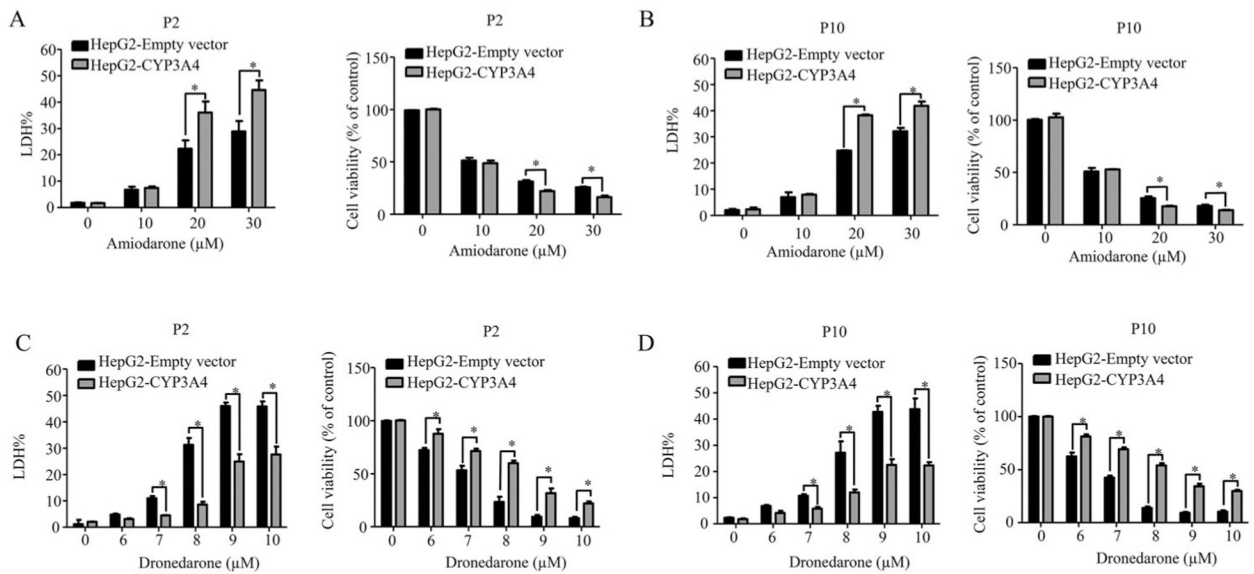 A
P2
HepG2-Empty vector
HepG2-CYP3A4
LDH%
60
50
40
30
20
10
0
0 10 20 30
* *
Amiodarone (µM)
P2
HepG2-Empty vector
HepG2-CYP3A4
Cell viability (% of control)
150
100
50
0
0 10 20 30
* *
Amiodarone (µM)
B
P10
HepG2-Empty vector
HepG2-CYP3A4
LDH%
60
50
40
30
20
10
0
0 10 20 30
* *
Amiodarone (µM)
P10
HepG2-Empty vector
HepG2-CYP3A4
Cell viability (% of control)
150
100
50
0
0 10 20 30
* *
Amiodarone (µM)
C
P2
HepG2-Empty vector
HepG2-CYP3A4
LDH%
60
50
40
30
20
10
0
0 6 7 8 9 10
* * * *
Dronedarone (µM)
P2
HepG2-Empty vector
HepG2-CYP3A4
Cell viability (% of control)
150
100
50
0
0 6 7 8 9 10
* * * * *
Dronedarone (µM)
D
P10
HepG2-Empty vector
HepG2-CYP3A4
LDH%
60
50
40
30
20
10
0
0 6 7 8 9 10
* * * *
Dronedarone (µM)
P10
HepG2-Empty vector
HepG2-CYP3A4
Cell viability (% of control)
150
100
50
0
0 6 7 8 9 10
* * * * *
Dronedarone (µM)